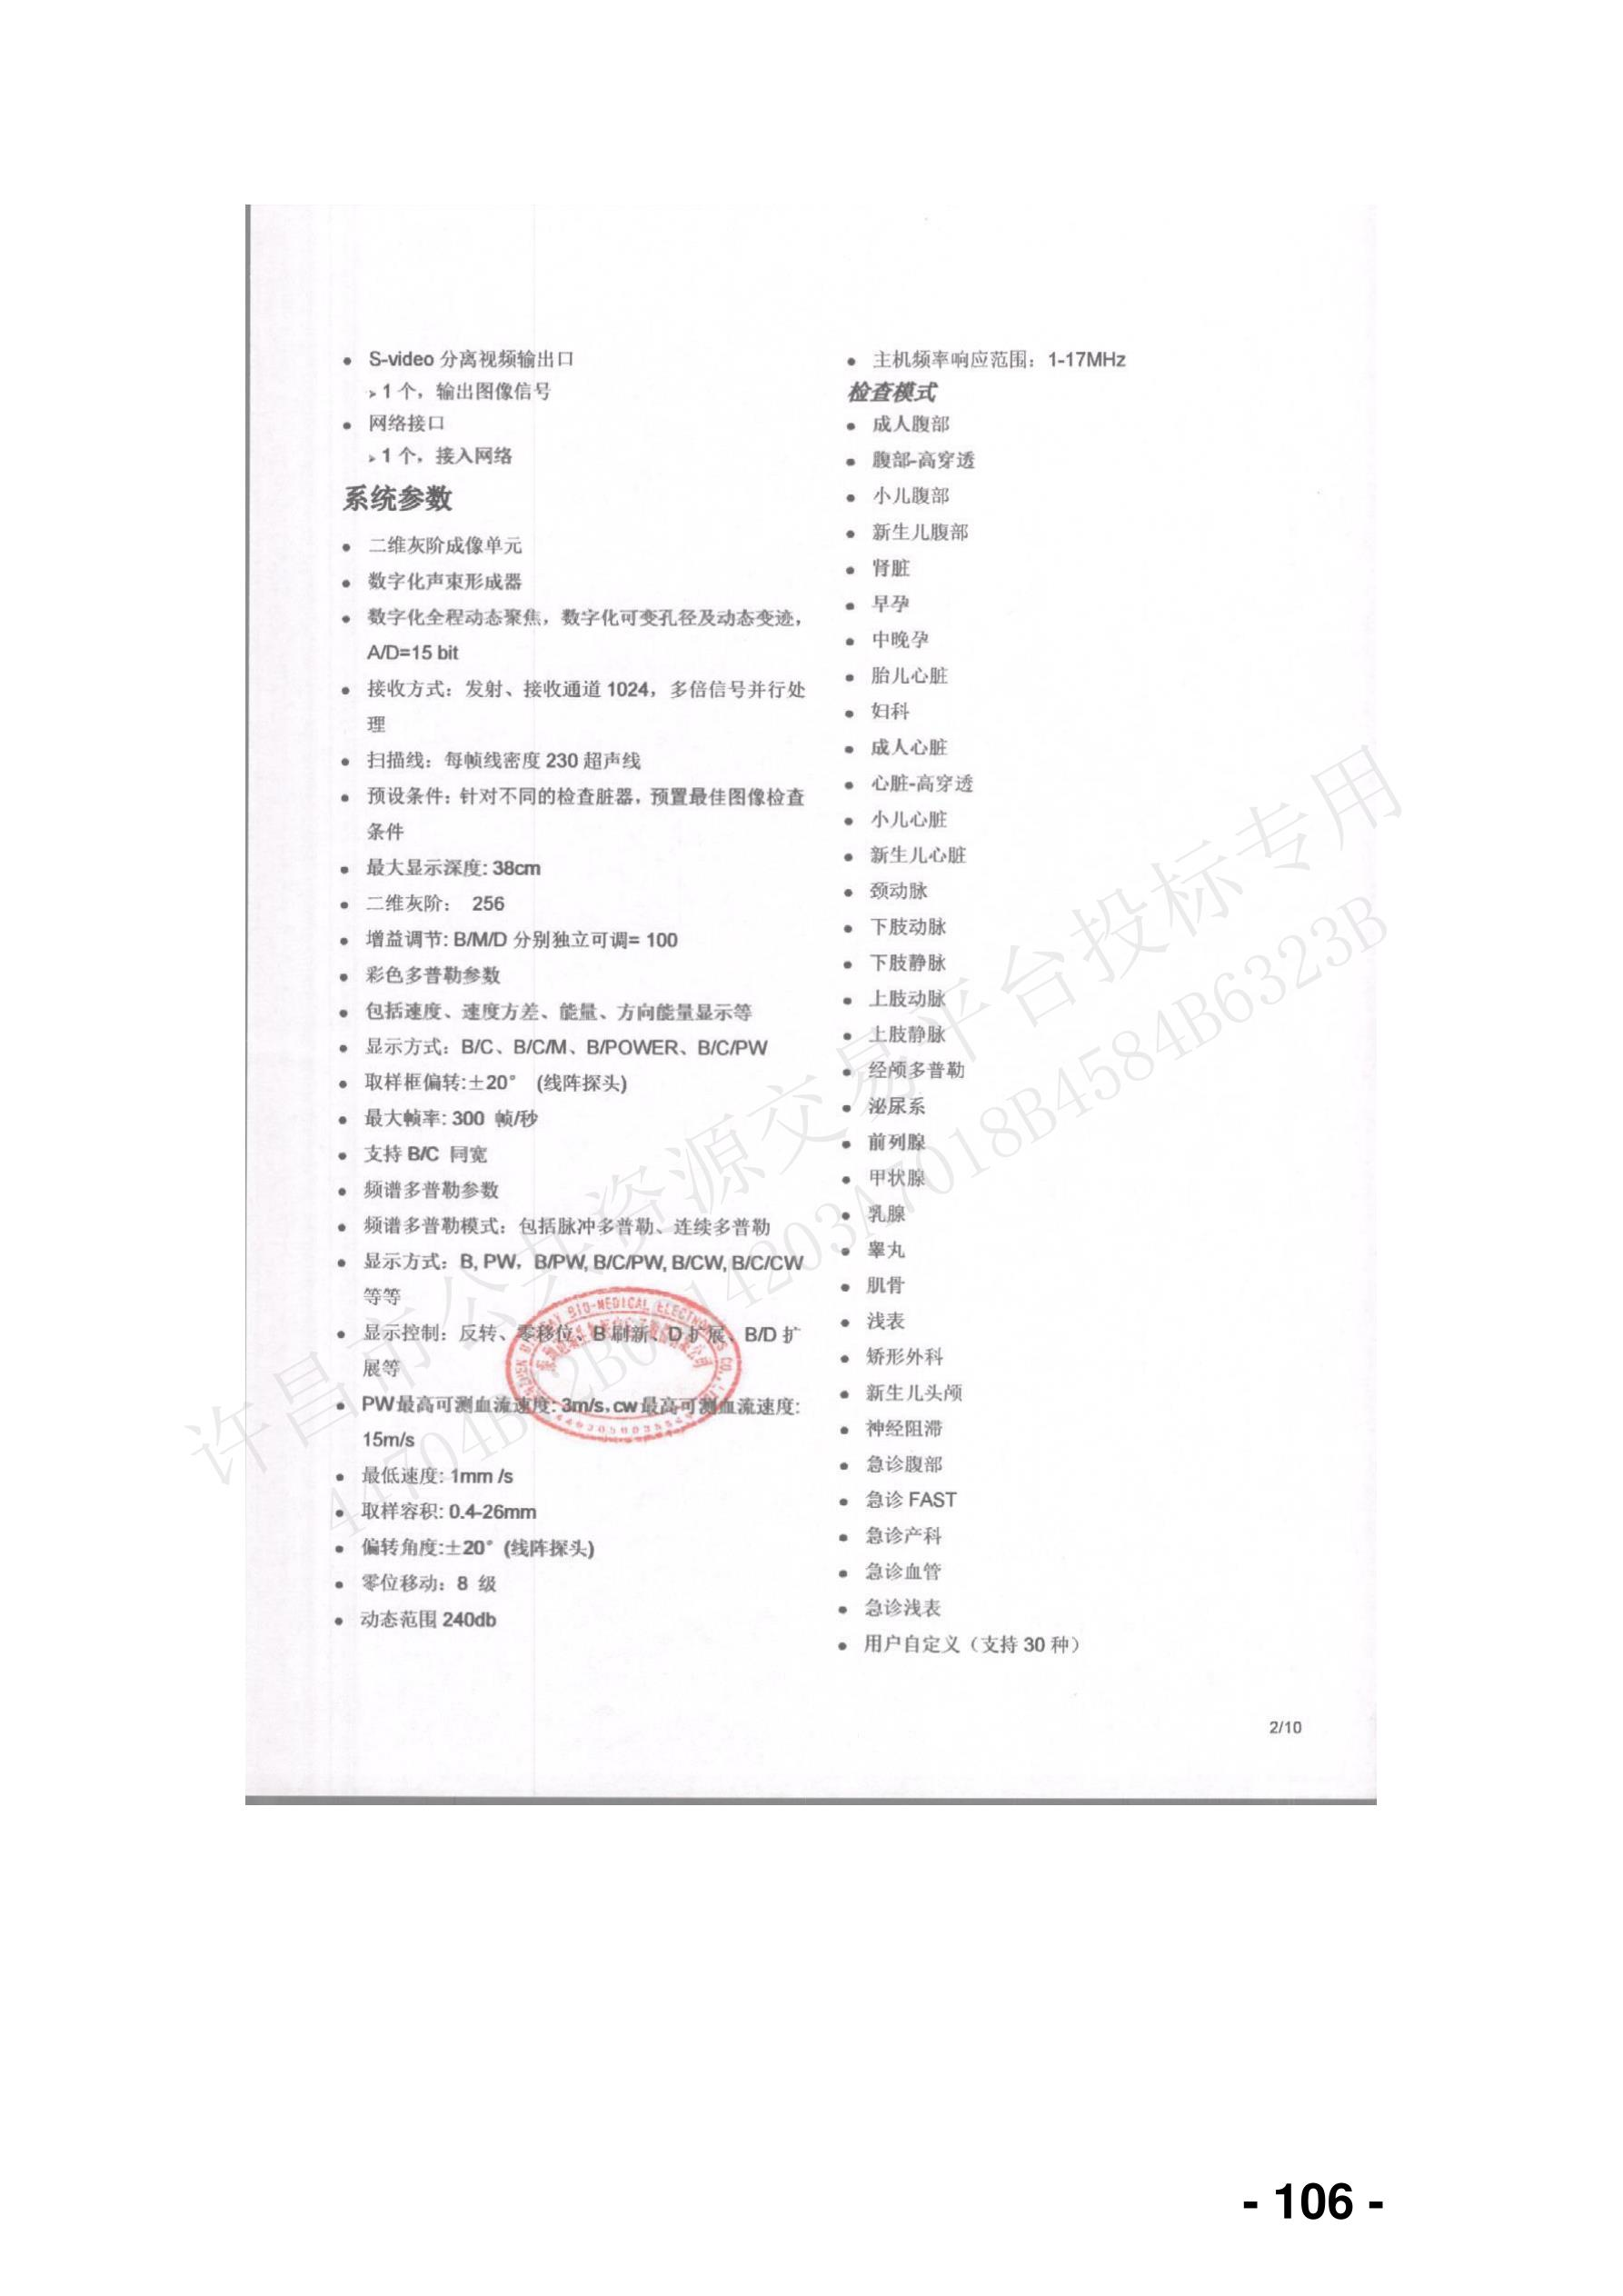 S-video 分离视频输出口
1 个，输出图像信号
网络接口
1 个，接入网络
系统参数
二维灰阶成像单元
数字化声束形成器
数字化全程动态聚焦，数字化可变孔径及动态变迹，
A/D=15 bit
接收方式：发射、接收通道 1024，多倍信号并行处
理
扫描线：每帧线密度 230 超声线
预设条件：针对不同的检查脏器，预置最佳图像检查
条件
最大显示深度: 38cm
二维灰阶： 256
增益调节: B/M/D 分别独立可调= 100
彩色多普勒参数
包括速度、速度方差、能量、方向能量显示等
显示方式：B/C、B/C/M、B/POWER、B/C/PW
取样框偏转:±20° (线阵探头)
最大帧率: 300 帧/秒
支持 B/C 同宽
频谱多普勒参数
频谱多普勒模式：包括脉冲多普勒、连续多普勒
显示方式：B, PW，B/PW, B/C/PW, B/CW, B/C/CW
等等
显示控制：反转、零移位、B 刷新、D 扩展、B/D 扩
展等
PW 最高可测血流速度: 3m/s，cw 最高可测血流速度:
15m/s
最低速度: 1mm /s
取样容积: 0.4-26mm
偏转角度:±20° (线阵探头)
零位移动：8 级
动态范围 240db
主机频率响应范围：1-17MHz
检查模式
成人腹部
腹部-高穿透
小儿腹部
新生儿腹部
肾脏
早孕
中晚孕
胎儿心脏
妇科
成人心脏
心脏-高穿透
小儿心脏
新生儿心脏
颈动脉
下肢动脉
下肢静脉
上肢动脉
上肢静脉
经颅多普勒
泌尿系
前列腺
甲状腺
乳腺
睾丸
肌骨
浅表
矫形外科
新生儿头颅
神经阻滞
急诊腹部
急诊 FAST
急诊产科
急诊血管
急诊浅表
用户自定义（支持 30 种）
2/10
许昌市公共资源交易平台投标专用
BIO-MEDICAL ELECTRONICS CO.,
- 106 -